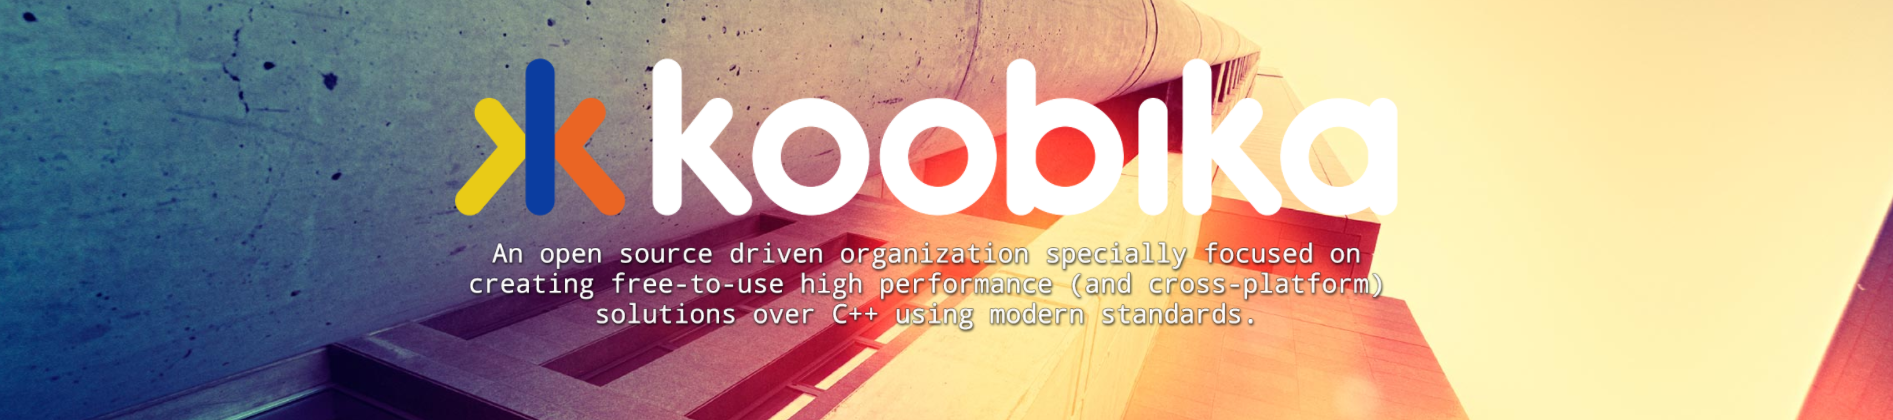 koobika
An open source driven organization specially focused on
creating free-to-use high performance (and cross-platform)
solutions over C++ using modern standards.